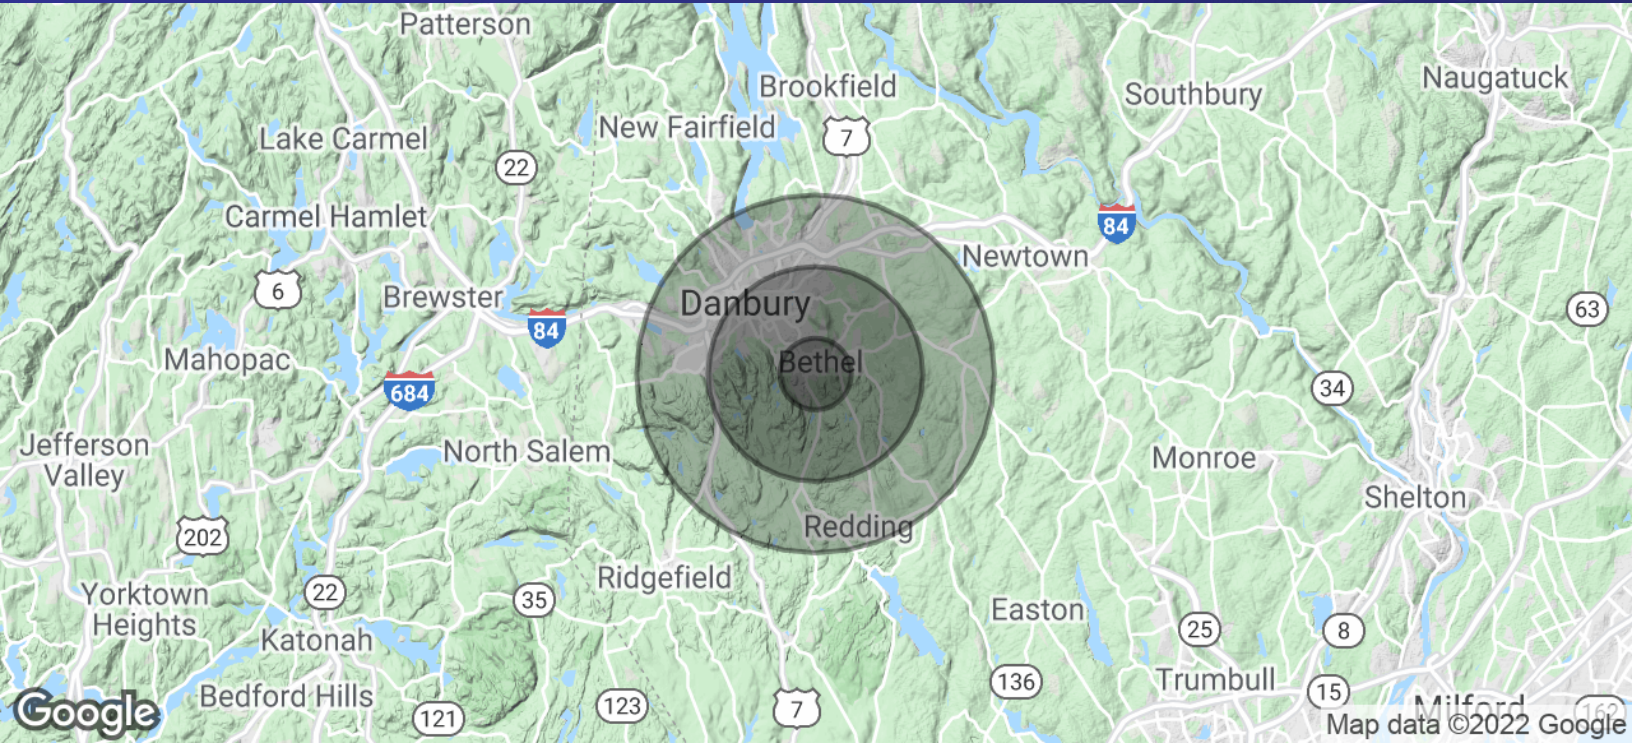 Patterson
Brookfield
Naugatuck
Southbury
New Fairfield
7
Lake Carmel
22
Carmel Hamlet
84
Newtown
6
Brewster
Danbury
63
84
Mahopac
Bethel
684
34
Jefferson
Valley
North Salem
Monroe
Shelton
202
Redding
Ridgefield
Yorktown
Heights
22
35
Easton
25
8
Katonah
136
Trumbull
Bedford Hills
15
123
7
Milford
162
Google
121
Map data ©2022 Google